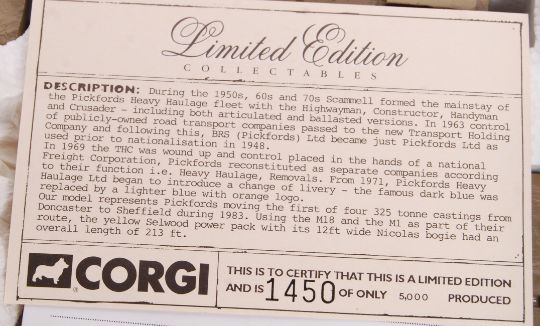 Limited Edition
COLLECTABLES
DESCRIPTION: During the 1950s, 60s and 70s Scammell formed the mainstay of
the Pickfords Heavy Haulage fleet with the Highwayman, Constructor, Handyman
and Crusader - including both articulated and ballasted versions. In 1963 control
of publicly-owned road transport companies passed to the new Transport Holding
Company and following this, BRS (Pickfords) Ltd became just Pickfords Ltd as
used prior to nationalisation in 1948.
In 1969 the THC was wound up and control placed in the hands of a national
Freight Corporation, Pickfords reconstituted as separate companies according
to their function i.e. Heavy Haulage, Removals. From 1971, Pickfords Heavy
Haulage Ltd began to introduce a change of livery - the famous dark blue was
replaced by a lighter blue with orange logo.
Our model represents Pickfords moving the first of four 325 tonne castings from
Doncaster to Sheffield during 1983. Using the M18 and the M1 as part of their
route, the yellow Selwood power pack with its 12ft wide Nicolas bogie had an
overall length of 213 ft.
CORGI
THIS IS TO CERTIFY THAT THIS IS A LIMITED EDITION
AND IS 1450 OF ONLY 5,000 PRODUCED